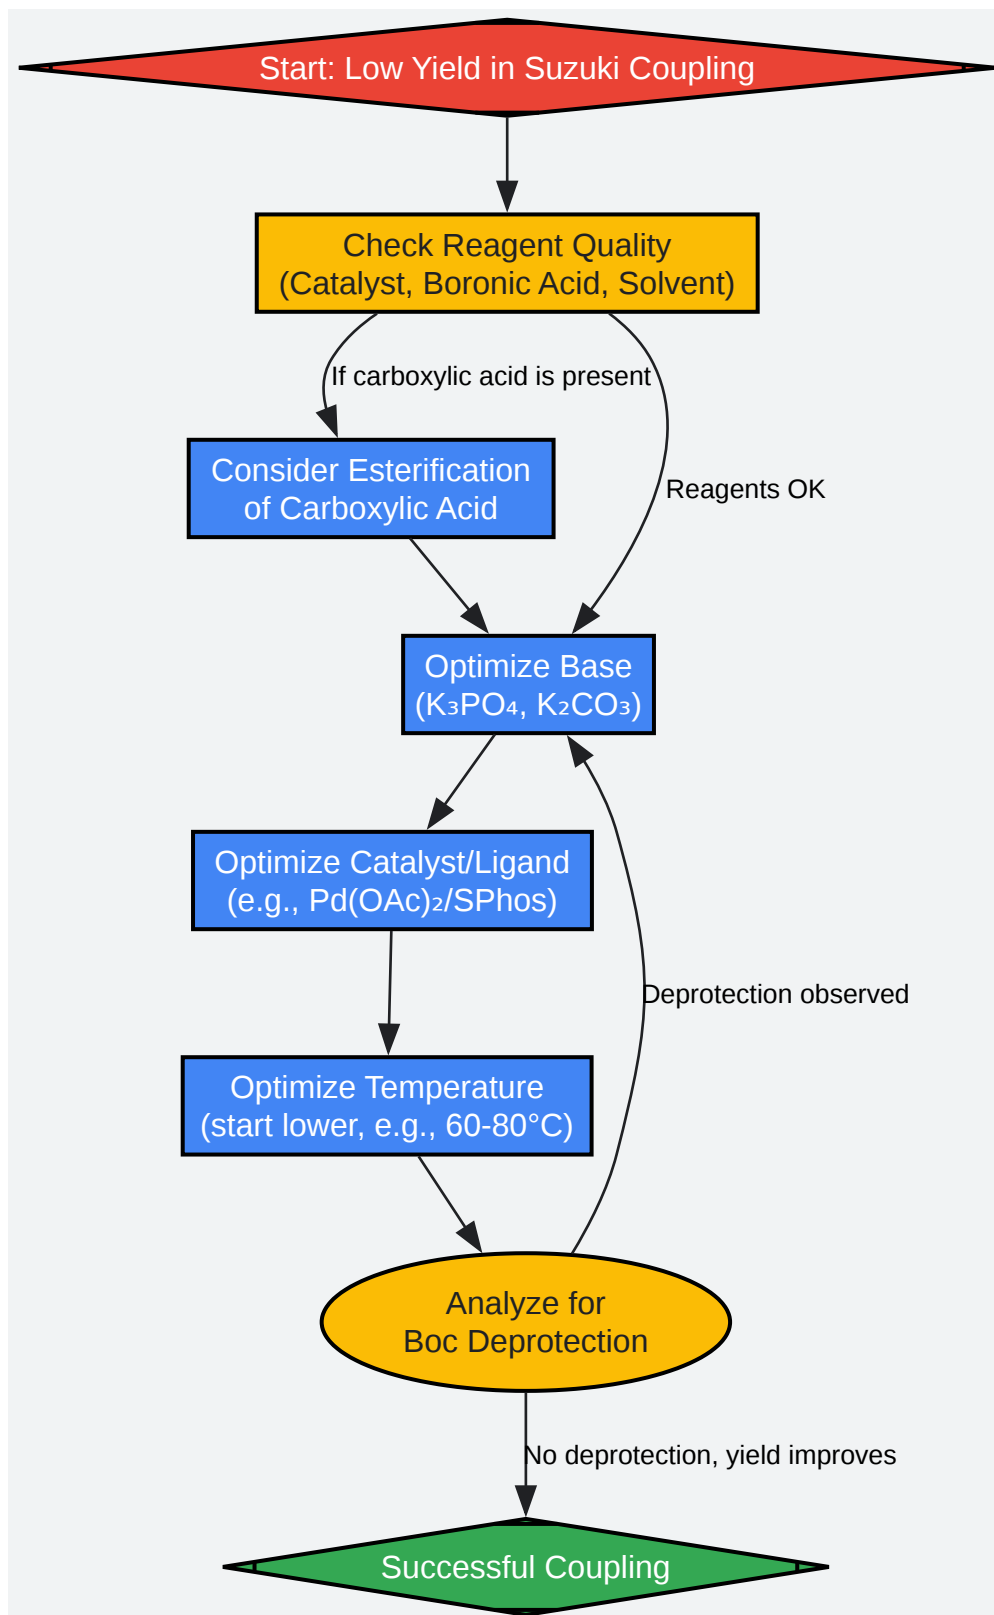 Start: Low Yield in Suzuki Coupling
Check Reagent Quality
(Catalyst, Boronic Acid, Solvent)
If carboxylic acid is present
Consider Esterification
of Carboxylic Acid
Reagents OK
Optimize Base
(K₃PO₄, K₂CO₃)
Optimize Catalyst/Ligand
(e.g., Pd(OAc)₂/SPhos)
Deprotection observed
Optimize Temperature
(start lower, e.g., 60-80°C)
Analyze for
Boc Deprotection
No deprotection, yield improves
Successful Coupling